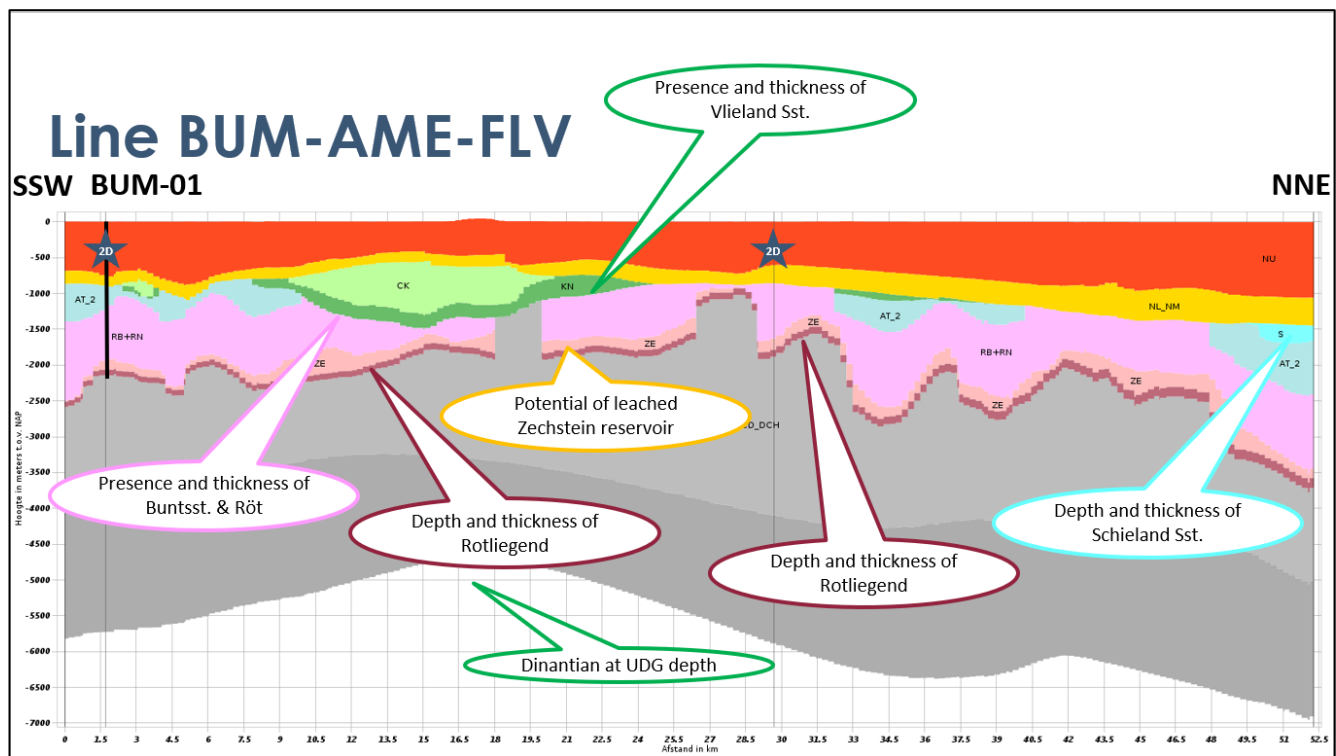 Presence and thickness of
Vlieland Sst.
Line BUM-AME-FLV
SSW BUM-01
NNE
0
-500
-1000
-1500
-2000
-2500
-3000
-3500
-4000
-4500
-5000
-5500
-6000
-6500
-7000
Hoogte in meters t.o.v. NAP
2D
2D
NU
CK
KN
AT_2
NL_NM
AT_2
S
RB+RN
ZE
RB+RN
AT_2
ZE
ZE
ZE
ZE
Potential of leached
Zechstein reservoir
D_DCH
Presence and thickness of
Buntsst. & Röt
Depth and thickness of
Rotliegend
Depth and thickness of
Rotliegend
Depth and thickness of
Schieland Sst.
Dinantian at UDG depth
0 1.5 3 4.5 6 7.5 9 10.5 12 13.5 15 16.5 18 19.5 21 22.5 24 25.5 27 28.5 30 31.5 33 34.5 36 37.5 39 40.5 42 43.5 45 46.5 48 49.5 51 52.5
Afstand in km